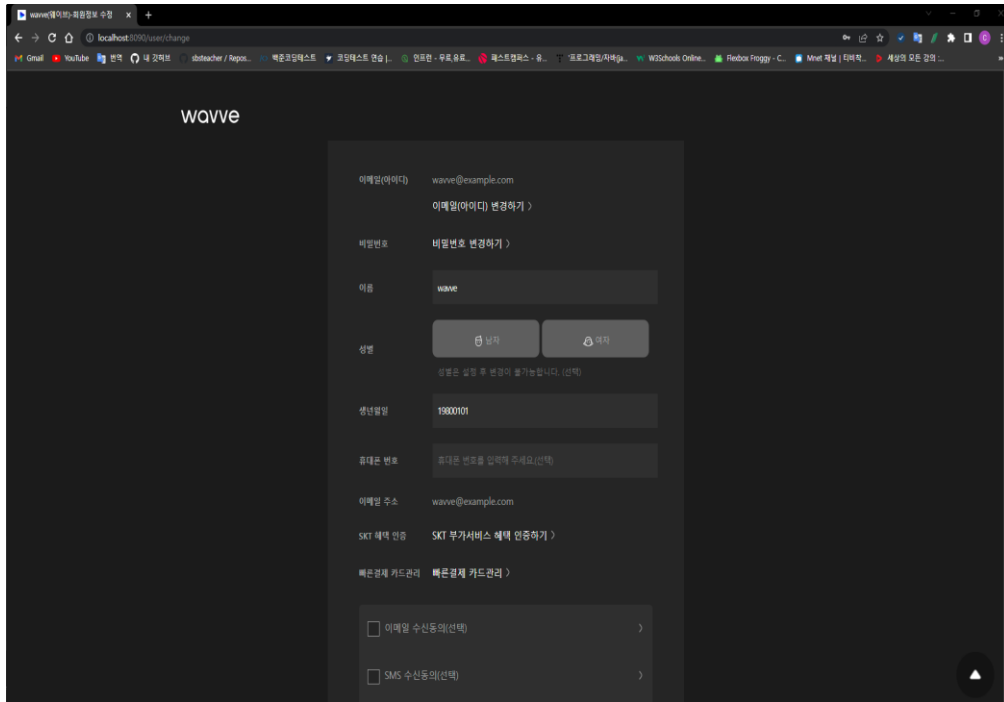 wavve(웨이브)-회원정보 수정
localhost:8090/user/change
Gmail YouTube 번역 내 깃허브 sbsteacher / Repos... 백준코딩테스트 코딩테스트 연습 |... 인프런 - 무료,유료... 패스트캠퍼스 - 유... '프로그래밍/자바(ja... W3Schools Online... Flexbox Froggy - C... Mnet 채널 | 티비착... 세상의 모든 강의 :... »
wavve
이메일(아이디) wavve@example.com
이메일(아이디) 변경하기 〉
비밀번호 비밀번호 변경하기 〉
이름 wavve
성별 남자 여자
성별은 설정 후 변경이 불가능합니다. (선택)
생년월일 19800101
휴대폰 번호 휴대폰 번호를 입력해 주세요(선택)
이메일 주소 wavve@example.com
SKT 혜택 인증 SKT 부가서비스 혜택 인증하기 〉
빠른결제 카드관리 빠른결제 카드관리 〉
이메일 수신동의(선택) 〉
SMS 수신동의(선택) 〉